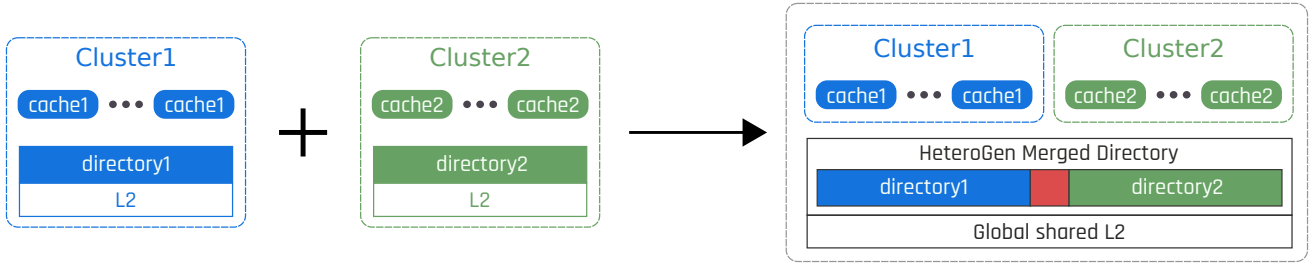 Cluster1
cache1 ••• cache1
directory1
L2
+
Cluster2
cache2 ••• cache2
directory2
L2
Cluster1
cache1 ••• cache1
Cluster2
cache2 ••• cache2
HeteroGen Merged Directory
directory1
directory2
Global shared L2